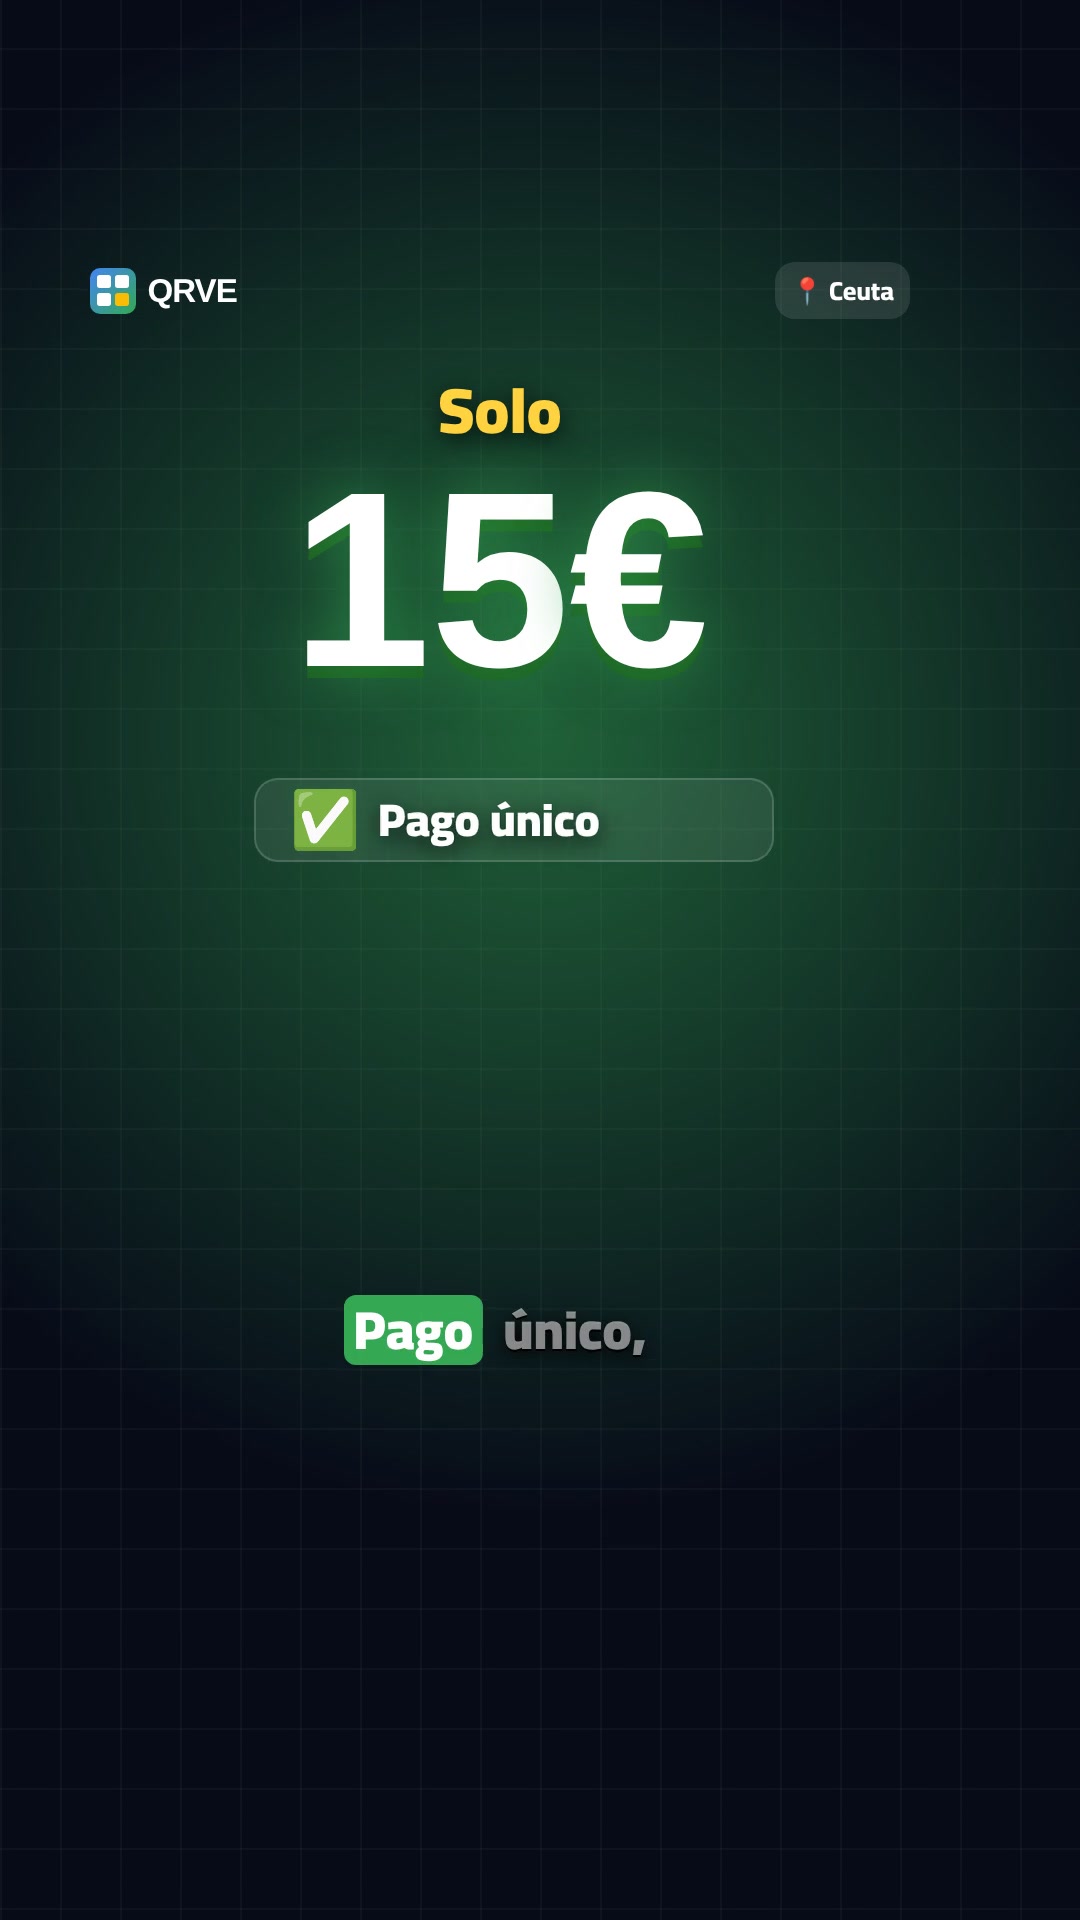 QRVE
📍 Ceuta
Solo
15€
✅ Pago único
Pago único,